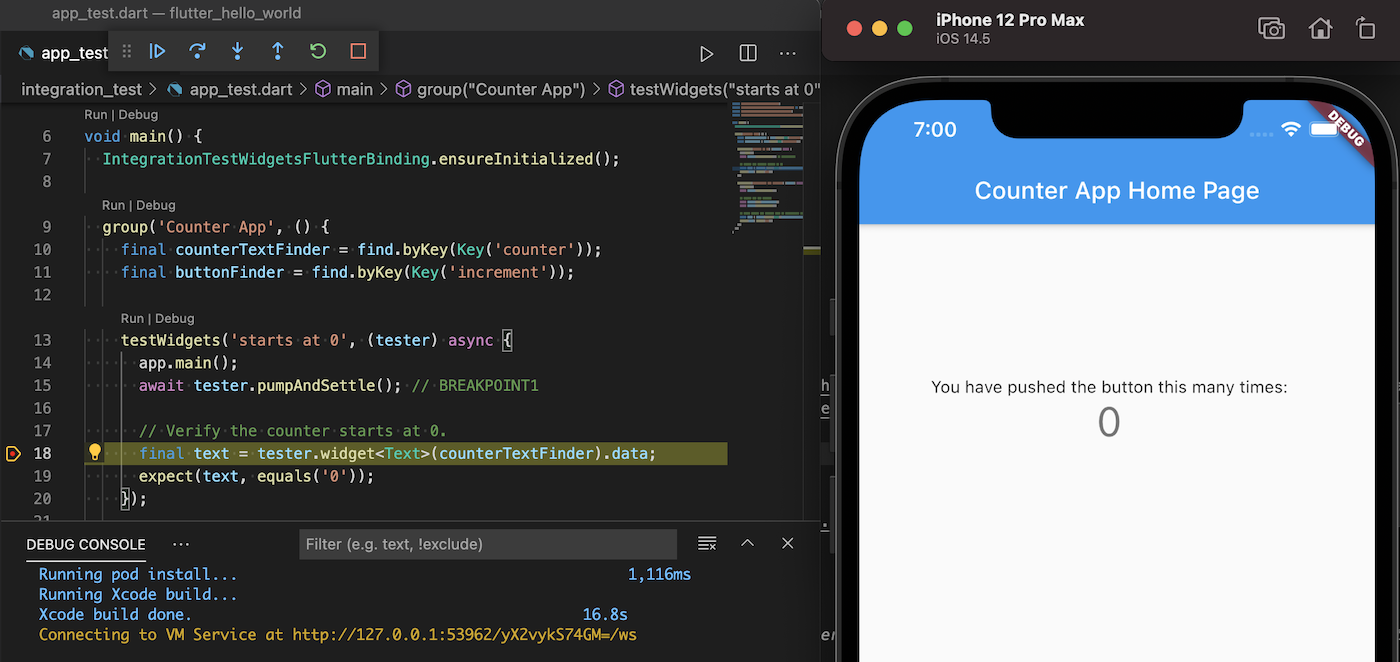 app_test.dart — flutter_hello_world
app_test
integration_test > app_test.dart > main > group("Counter App") > testWidgets("starts at 0"
Run | Debug
6 void main() {
7 IntegrationTestWidgetsFlutterBinding.ensureInitialized();
8
Run | Debug
9 group('Counter App', () {
10 final counterTextFinder = find.byKey(Key('counter'));
11 final buttonFinder = find.byKey(Key('increment'));
12
Run | Debug
13 testWidgets('starts at 0', (tester) async {
14 app.main();
15 await tester.pumpAndSettle(); // BREAKPOINT1
16
17 // Verify the counter starts at 0.
18 final text = tester.widget<Text>(counterTextFinder).data;
19 expect(text, equals('0'));
20 });
21
DEBUG CONSOLE ...
Filter (e.g. text, !exclude)
Running pod install... 1,116ms
Running Xcode build...
Xcode build done. 16.8s
Connecting to VM Service at http://127.0.0.1:53962/yX2vykS74GM=/ws
iPhone 12 Pro Max
iOS 14.5
7:00
DEBUG
Counter App Home Page
You have pushed the button this many times:
0